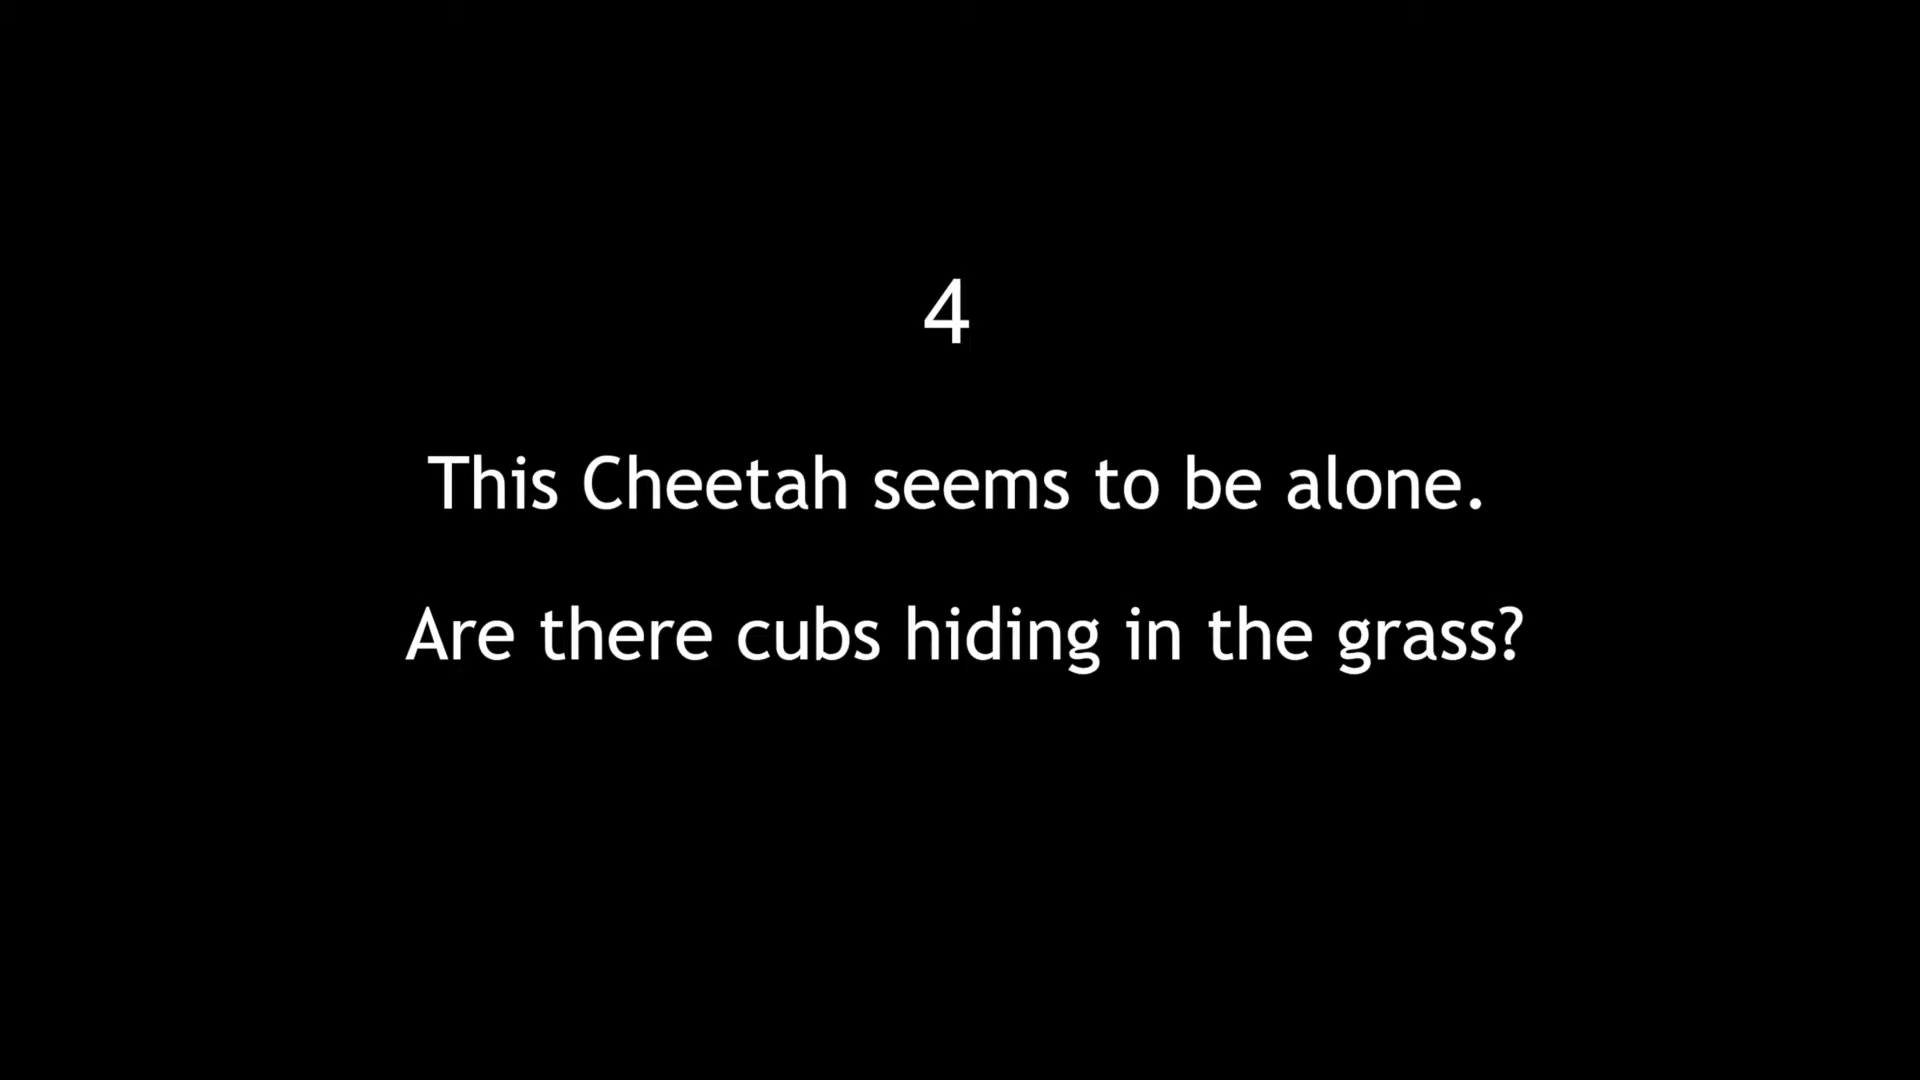 4
This Cheetah seems to be alone.
Are there cubs hiding in the grass?